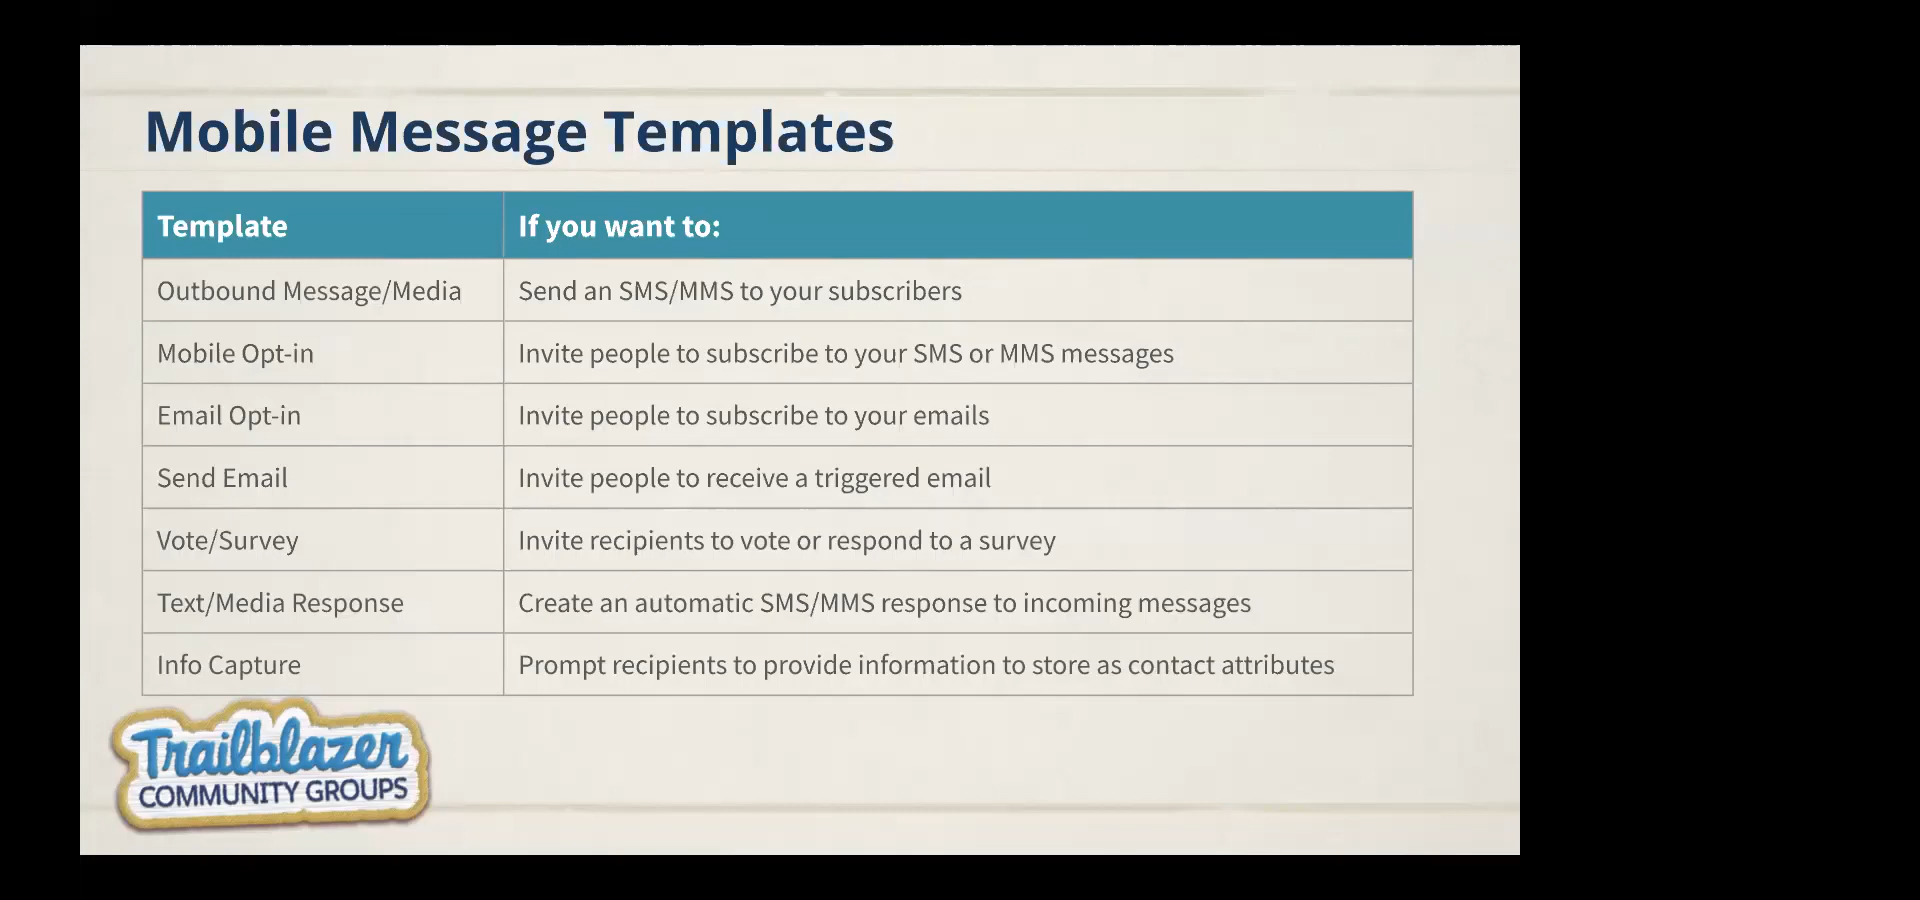 Mobile Message Templates
Template If you want to:
Outbound Message/Media Send an SMS/MMS to your subscribers
Mobile Opt-in Invite people to subscribe to your SMS or MMS messages
Email Opt-in Invite people to subscribe to your emails
Send Email Invite people to receive a triggered email
Vote/Survey Invite recipients to vote or respond to a survey
Text/Media Response Create an automatic SMS/MMS response to incoming messages
Info Capture Prompt recipients to provide information to store as contact attributes
Trailblazer
COMMUNITY GROUPS